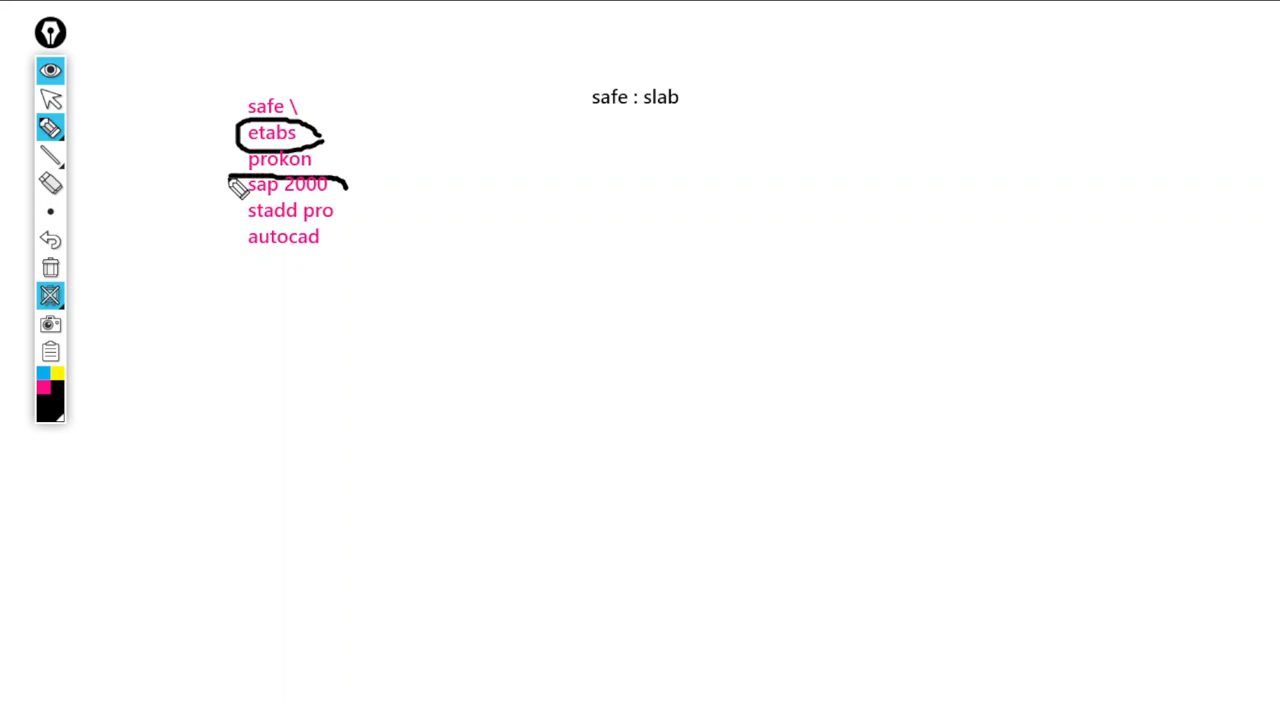 safe \
etabs
prokon
sap 2000
stadd pro
autocad
safe : slab